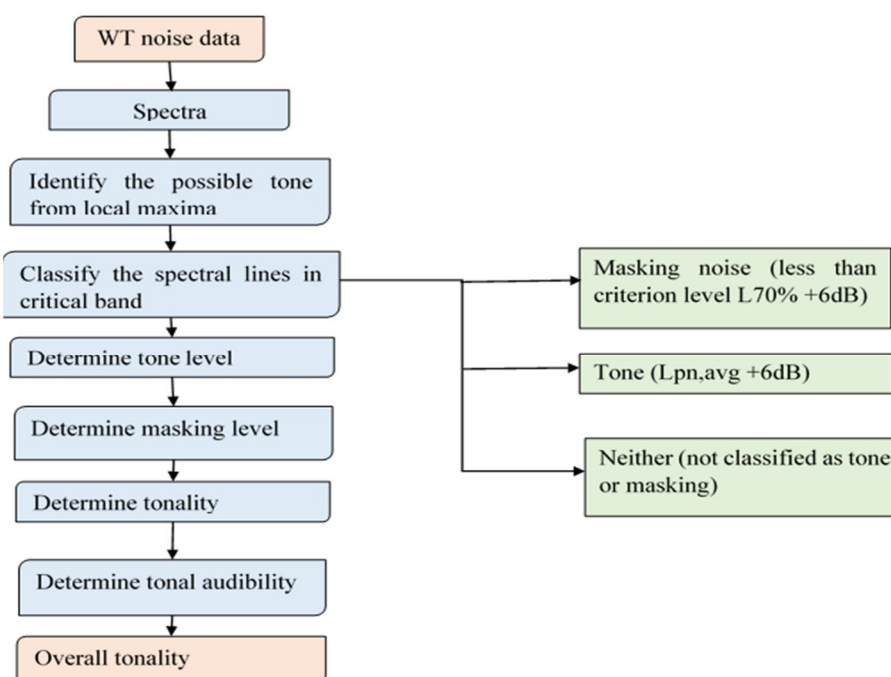 WT noise data
Spectra
Identify the possible tone
from local maxima
Classify the spectral lines in
critical band
Masking noise (less than
criterion level L70% +6dB)
Tone (Lpn,avg +6dB)
Neither (not classified as tone
or masking)
Determine tone level
Determine masking level
Determine tonality
Determine tonal audibility
Overall tonality